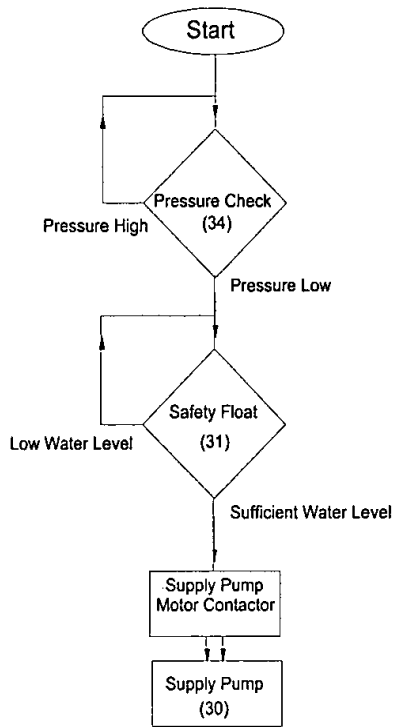 Start
Pressure Check
(34)
Pressure High
Pressure Low
Safety Float
(31)
Low Water Level
Sufficient Water Level
Supply Pump
Motor Contactor
Supply Pump
(30)